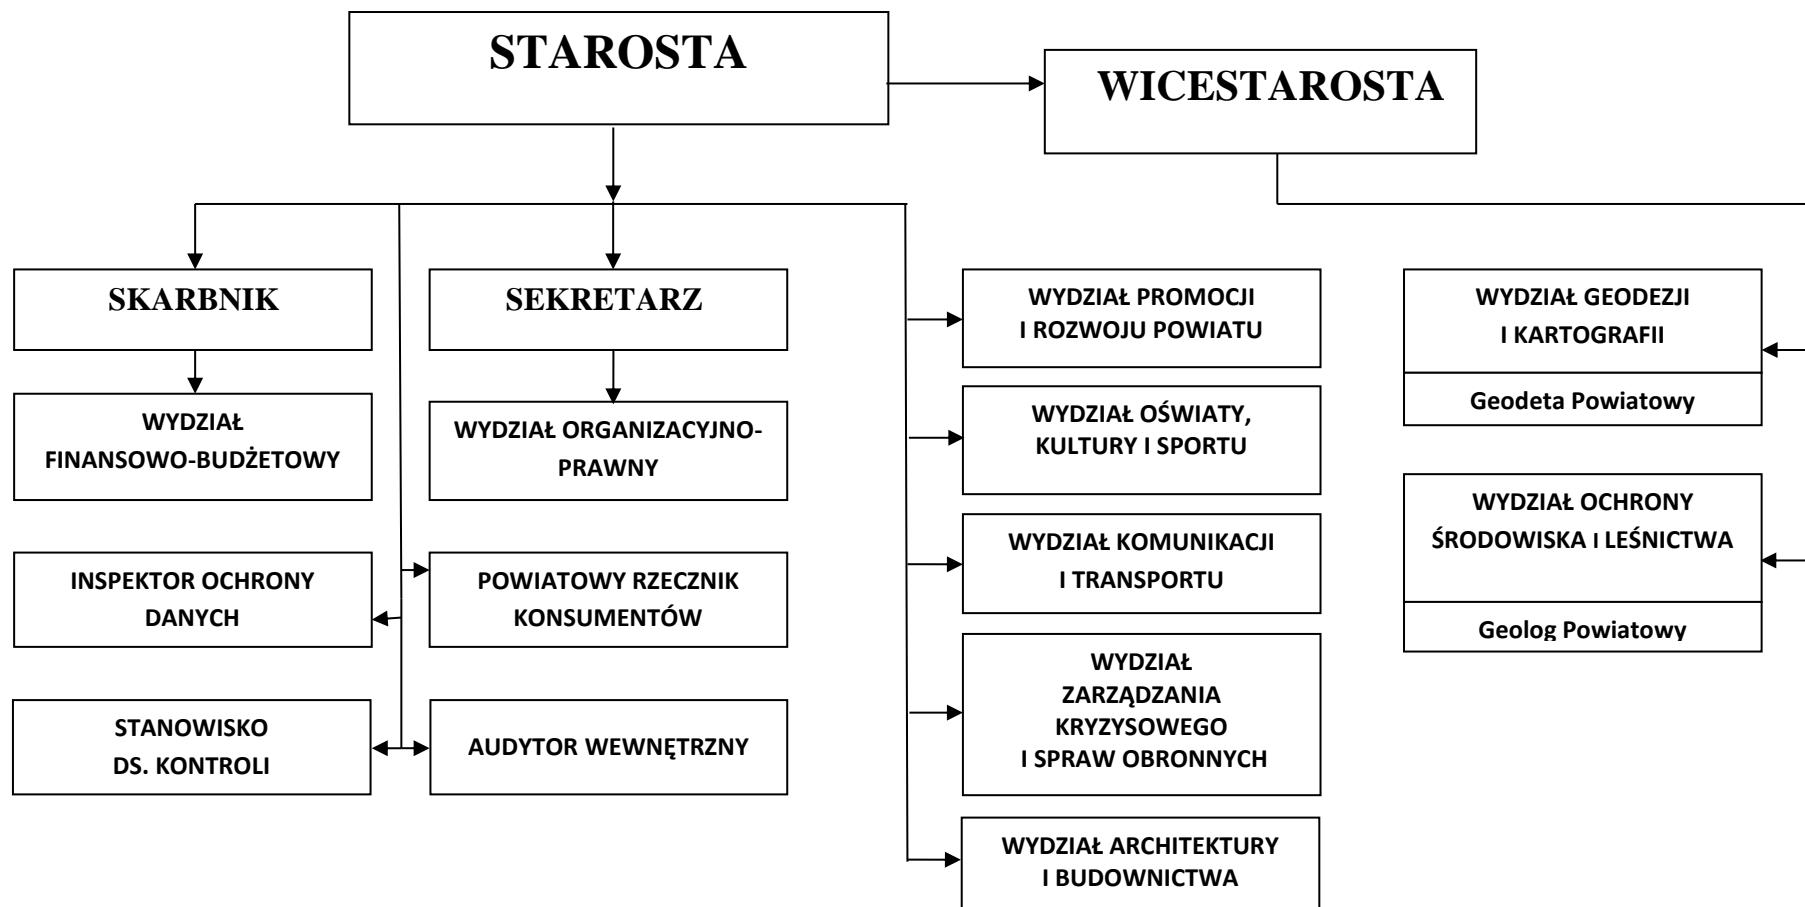 STAROSTA
WICESTAROSTA
SKARBNIK
SEKRETARZ
WYDZIAŁ PROMOCJI
I ROZWOJU POWIATU
WYDZIAŁ GEODEZJI
I KARTOGRAFII
Geodeta Powiatowy
WYDZIAŁ
FINANSOWO-BUDŻETOWY
WYDZIAŁ ORGANIZACYJNO-
PRAWNY
WYDZIAŁ OŚWIATY,
KULTURY I SPORTU
WYDZIAŁ OCHRONY
ŚRODOWISKA I LEŚNICTWA
Geolog Powiatowy
INSPEKTOR OCHRONY
DANYCH
POWIATOWY RZECZNIK
KONSUMENTÓW
WYDZIAŁ KOMUNIKACJI
I TRANSPORTU
STANOWISKO
DS. KONTROLI
AUDYTOR WEWNĘTRZNY
WYDZIAŁ
ZARZĄDZANIA
KRYZYSOWEGO
I SPRAW OBRONNYCH
WYDZIAŁ ARCHITEKTURY
I BUDOWNICTWA